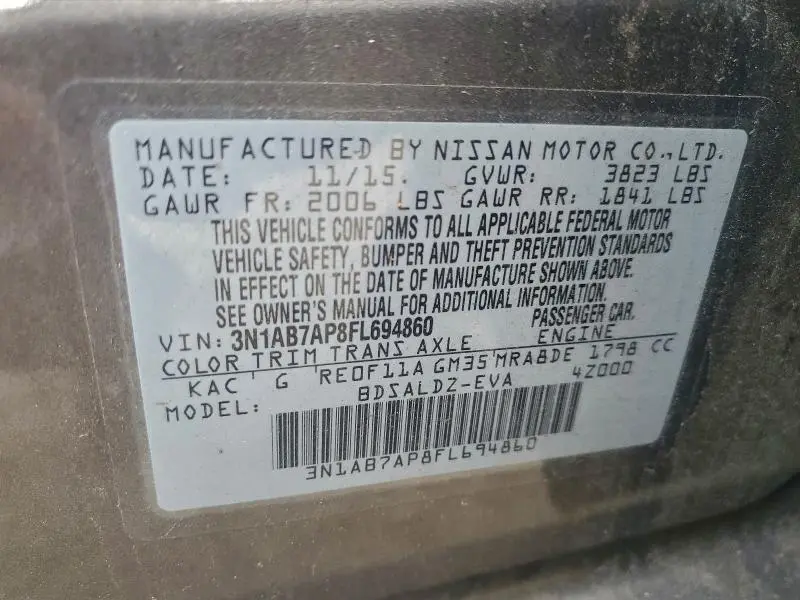 MANUFACTURED BY NISSAN MOTOR CO., LTD.
DATE: 11/15. GVWR: 3823 LBS
GAWR FR: 2006 LBS GAWR RR: 1841 LBS
THIS VEHICLE CONFORMS TO ALL APPLICABLE FEDERAL MOTOR
VEHICLE SAFETY, BUMPER AND THEFT PREVENTION STANDARDS
IN EFFECT ON THE DATE OF MANUFACTURE SHOWN ABOVE.
SEE OWNER'S MANUAL FOR ADDITIONAL INFORMATION.
VIN: 3N1AB7AP8FL694860 PASSENGER CAR.
COLOR TRIM TRANS AXLE ENGINE
KAC G RE0F11A GM35 MRA8DE 1798 CC
MODEL: BDSALDZ-EVA 4Z000
3N1AB7AP8FL694860